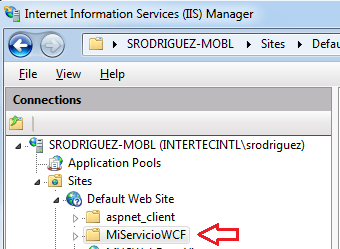 Internet Information Services (IIS) Manager
SRODRIGUEZ-MOBL Sites Defau
File View Help
Connections
SRODRIGUEZ-MOBL (INTERTECINTL\srodriguez)
Application Pools
Sites
Default Web Site
aspnet_client
MiServicioWCF